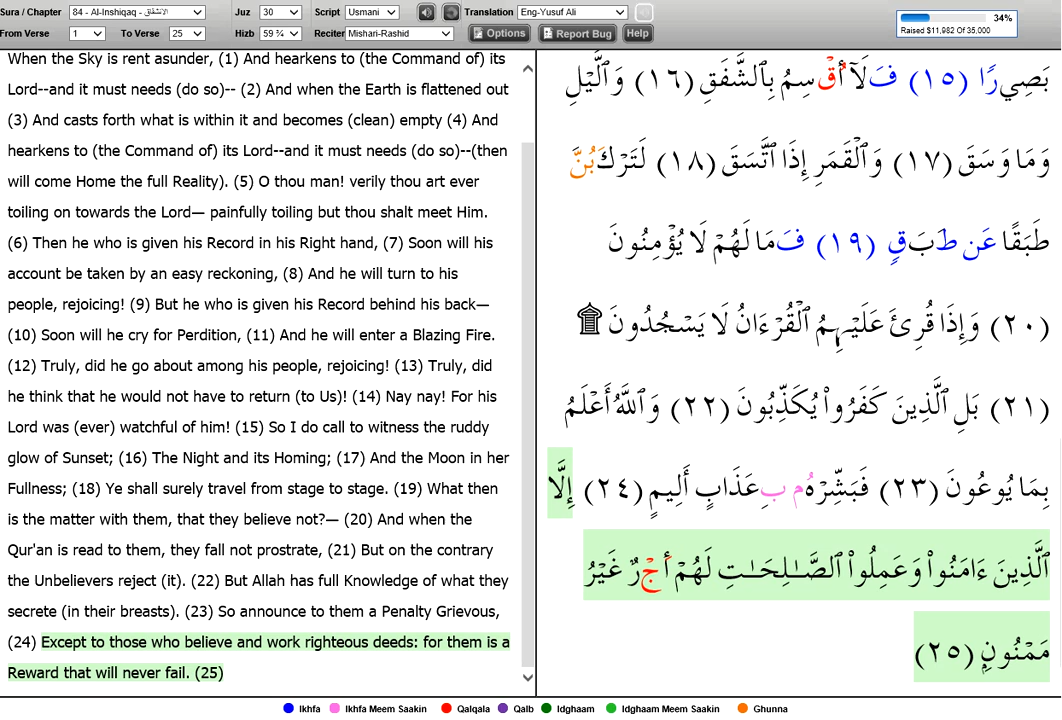 Sura / Chapter 84 - Al-Inshiqaq - الانشقاق Juz 30 Script Usmani Translation Eng-Yusuf Ali
From Verse 1 To Verse 25 Hizb 59 ¾ Reciter Mishari-Rashid Options Report Bug Help
34%
Raised $11,982 Of 35,000
When the Sky is rent asunder, (1) And hearkens to (the Command of) its
Lord--and it must needs (do so)-- (2) And when the Earth is flattened out
(3) And casts forth what is within it and becomes (clean) empty (4) And
hearkens to (the Command of) its Lord--and it must needs (do so)--(then
will come Home the full Reality). (5) O thou man! verily thou art ever
toiling on towards the Lord— painfully toiling but thou shalt meet Him.
(6) Then he who is given his Record in his Right hand, (7) Soon will his
account be taken by an easy reckoning, (8) And he will turn to his
people, rejoicing! (9) But he who is given his Record behind his back—
(10) Soon will he cry for Perdition, (11) And he will enter a Blazing Fire.
(12) Truly, did he go about among his people, rejoicing! (13) Truly, did
he think that he would not have to return (to Us)! (14) Nay nay! For his
Lord was (ever) watchful of him! (15) So I do call to witness the ruddy
glow of Sunset; (16) The Night and its Homing; (17) And the Moon in her
Fullness; (18) Ye shall surely travel from stage to stage. (19) What then
is the matter with them, that they believe not?— (20) And when the
Qur'an is read to them, they fall not prostrate, (21) But on the contrary
the Unbelievers reject (it). (22) But Allah has full Knowledge of what they
secrete (in their breasts). (23) So announce to them a Penalty Grievous,
(24) Except to those who believe and work righteous deeds: for them is a
Reward that will never fail. (25)
بَصِيرًا (١٥) فَلَآ أُقْسِمُ بِٱلشَّفَقِ (١٦) وَٱلَّيْلِ
وَمَا وَسَقَ (١٧) وَٱلْقَمَرِ إِذَا ٱتَّسَقَ (١٨) لَتَرْكَبُنَّ
طَبَقًا عَن طَبَقٍ (١٩) فَمَا لَهُمْ لَا يُؤْمِنُونَ
(٢٠) وَإِذَا قُرِئَ عَلَيْهِمُ ٱلْقُرْءَانُ لَا يَسْجُدُونَ ۩
(٢١) بَلِ ٱلَّذِينَ كَفَرُوا۟ يُكَذِّبُونَ (٢٢) وَٱللَّهُ أَعْلَمُ
بِمَا يُوعُونَ (٢٣) فَبَشِّرْهُم بِعَذَابٍ أَلِيمٍ (٢٤) إِلَّا
ٱلَّذِينَ ءَامَنُوا۟ وَعَمِلُوا۟ ٱلصَّـٰلِحَـٰتِ لَهُمْ أَجْرٌ غَيْرُ
مَمْنُونٍ (٢٥)
Ikhfa Ikhfa Meem Saakin Qalqala Qalb Idghaam Idghaam Meem Saakin Ghunna